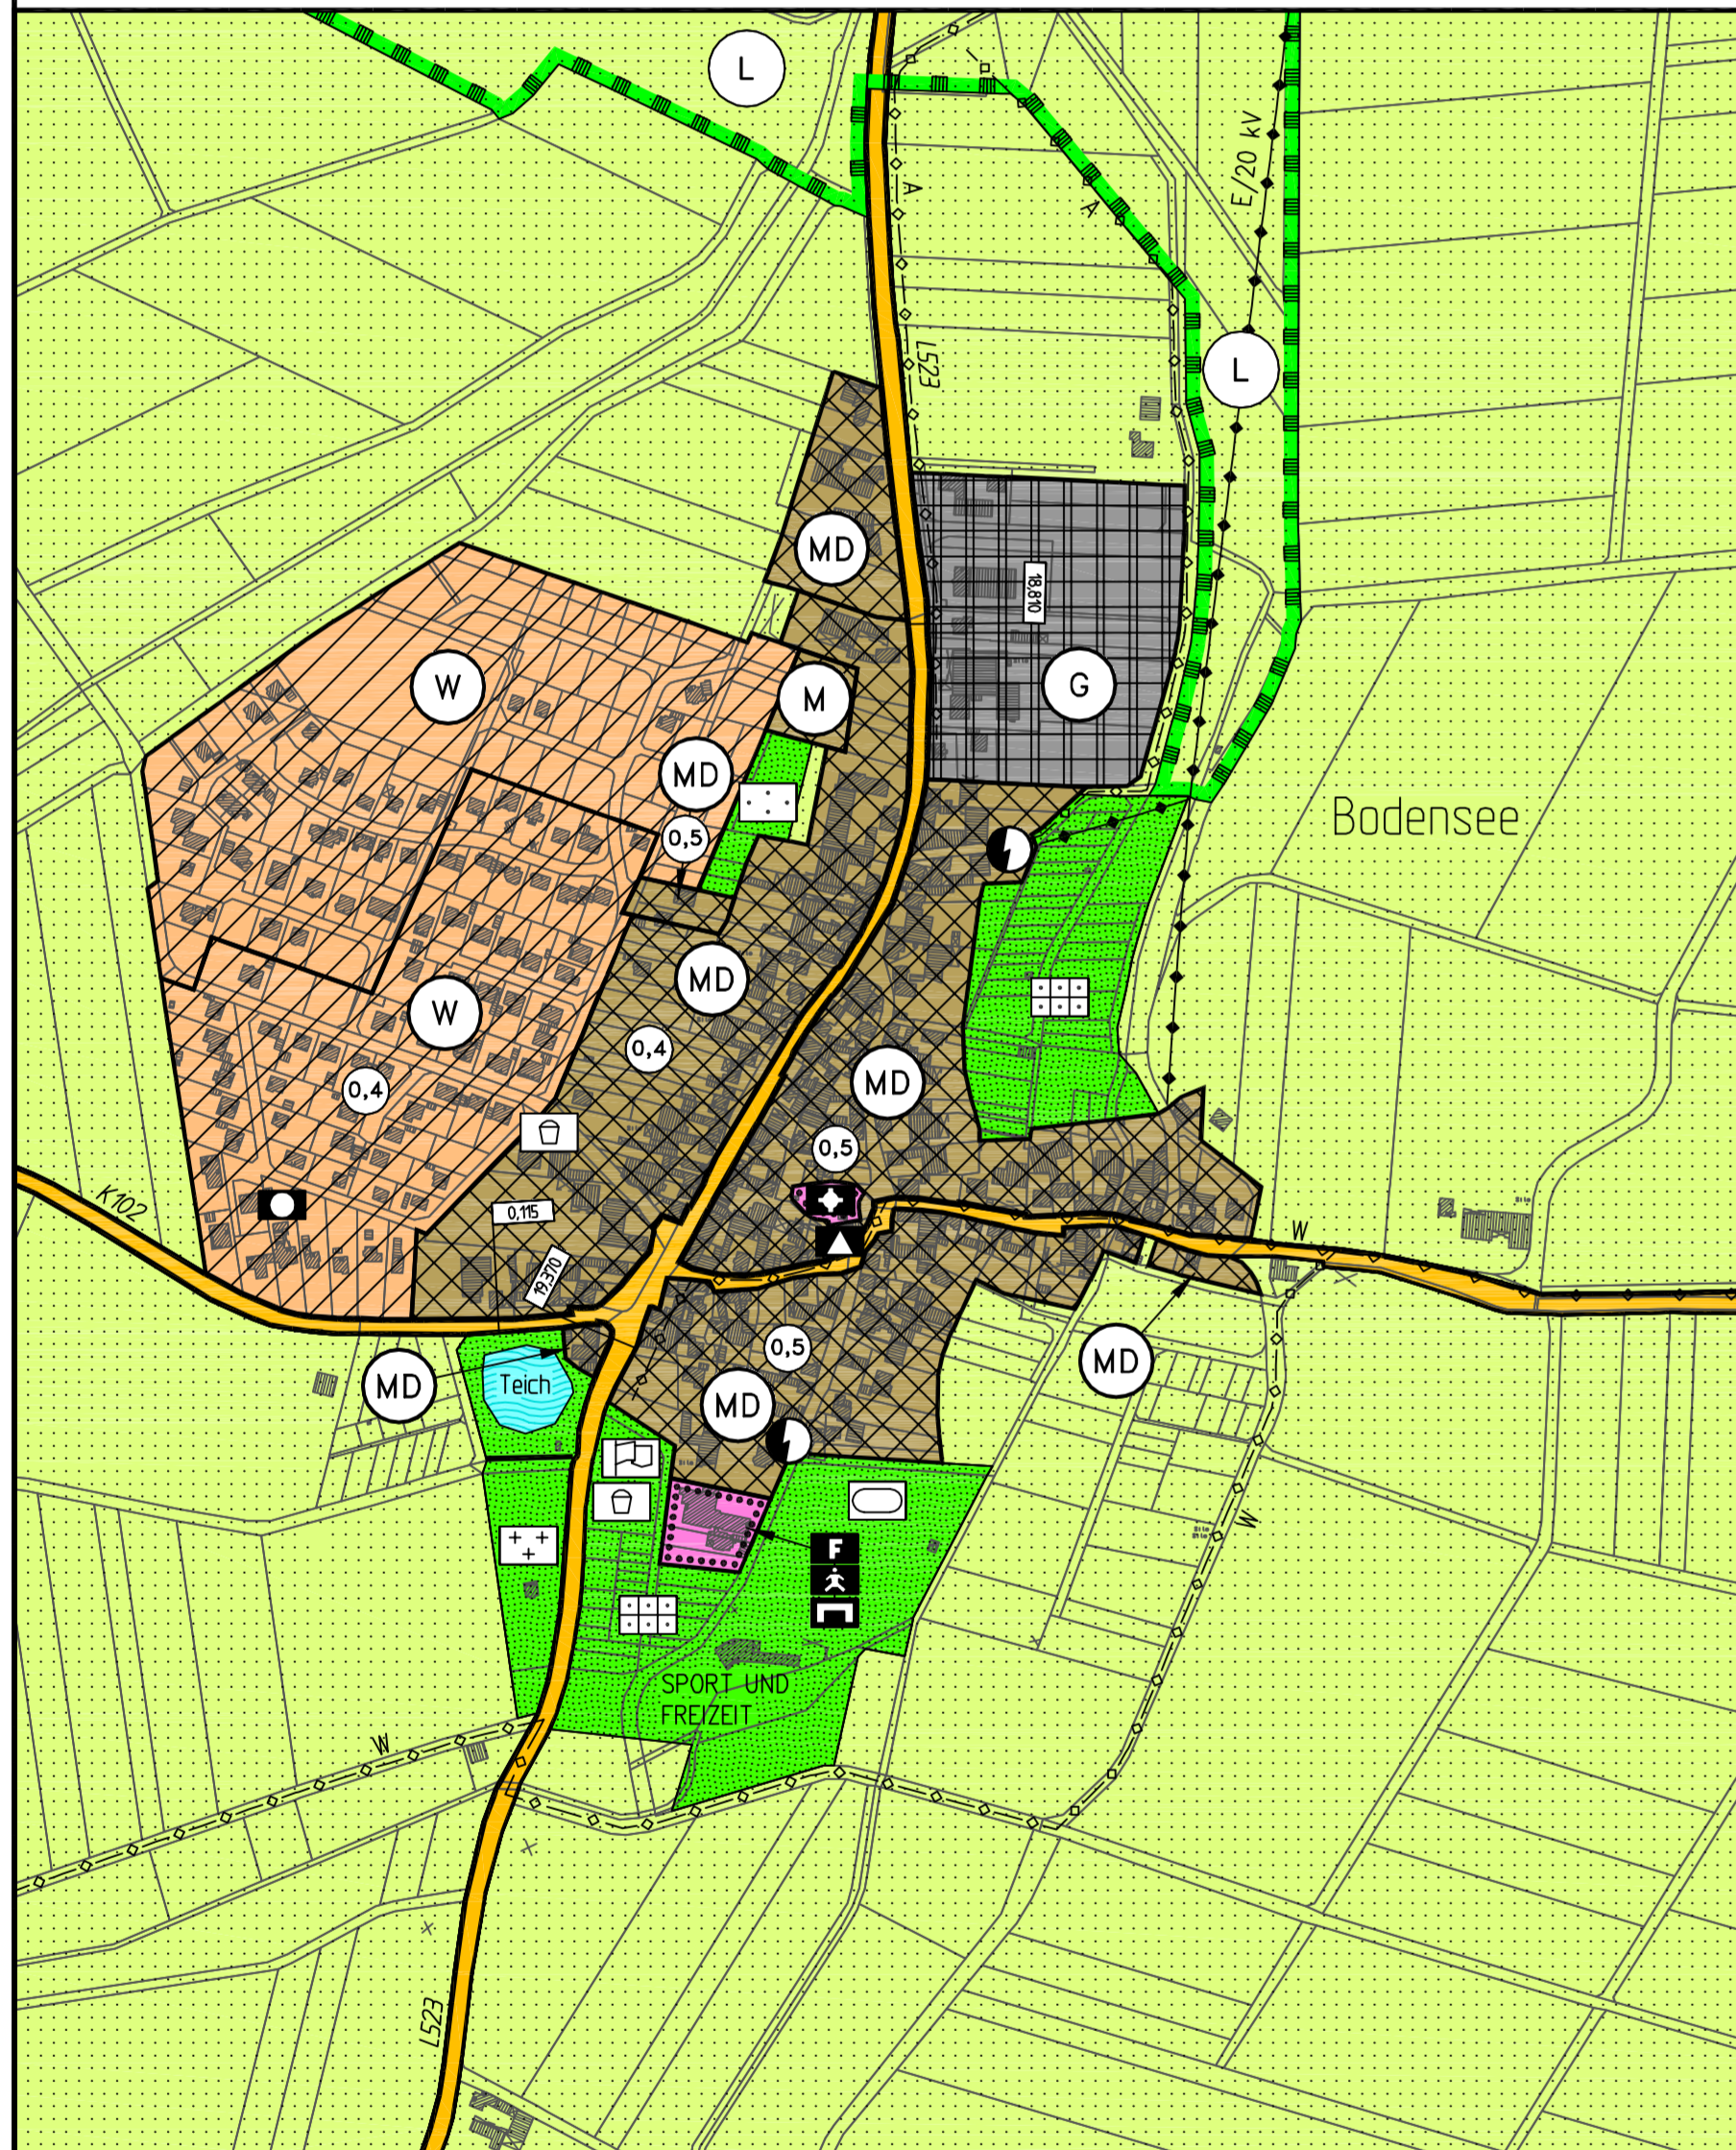 L
A
A
E/20 kV
L523
L
MD
18.810
W
M
G
MD
0,5
Bodensee
MD
W
0,4
MD
0,4
0,5
K102
0,115
W
19.370
0,5
MD
MD
Teich
MD
W
F
SPORT UND
FREIZEIT
W
L523